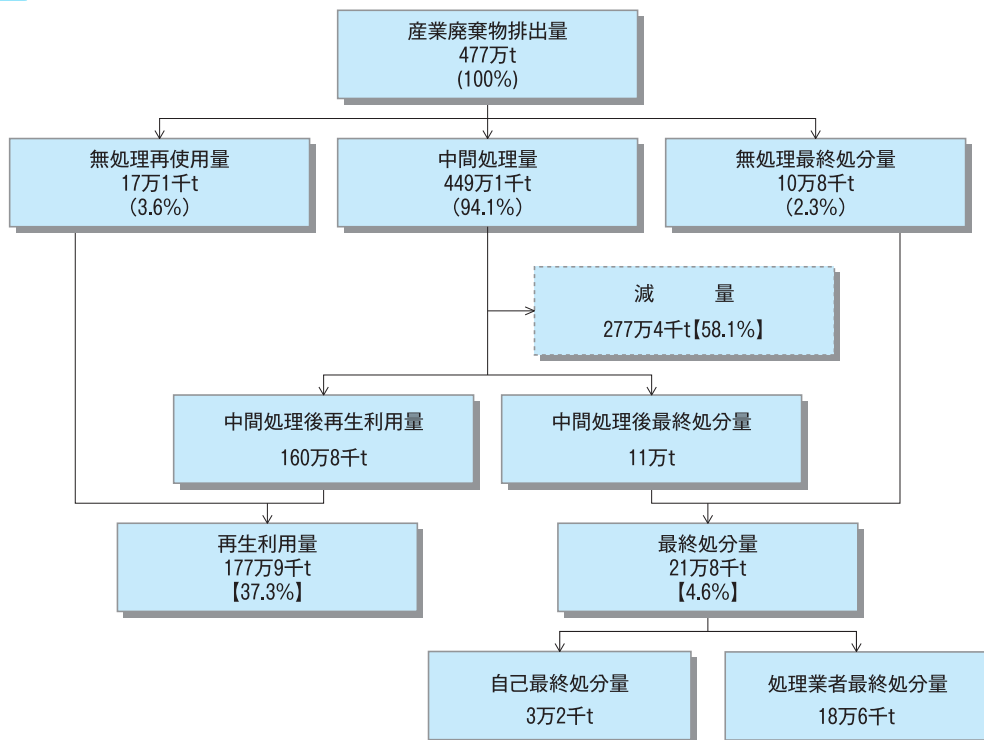 産業廃棄物排出量
477万t
(100%)
無処理再使用量
17万1千t
(3.6%)
中間処理量
449万1千t
(94.1%)
無処理最終処分量
10万8千t
(2.3%)
減 量
277万4千t【58.1%】
中間処理後再生利用量
160万8千t
中間処理後最終処分量
11万t
再生利用量
177万9千t
【37.3%】
最終処分量
21万8千t
【4.6%】
自己最終処分量
3万2千t
処理業者最終処分量
18万6千t